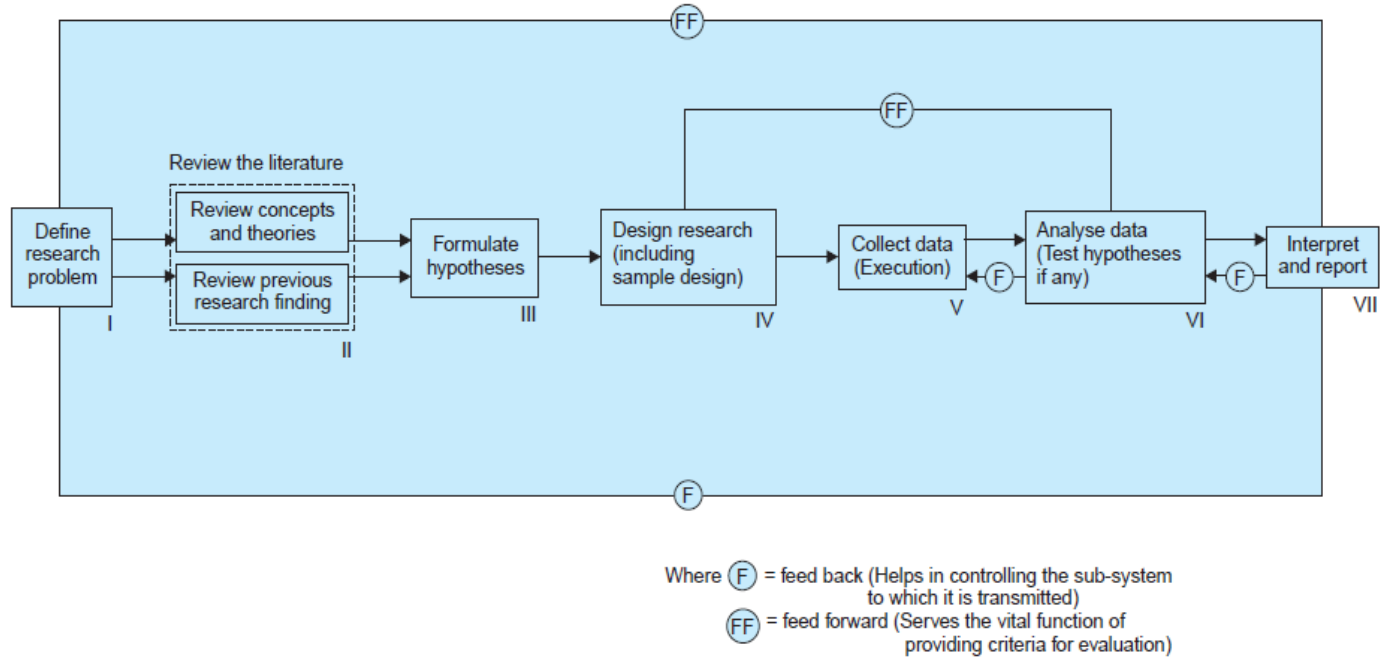 FF
FF
Review the literature
Define
research
problem
I
Review concepts
and theories
Review previous
research finding
II
Formulate
hypotheses
III
Design research
(including
sample design)
IV
Collect data
(Execution)
V
F
Analyse data
(Test hypotheses
if any)
VI
F
Interpret
and report
VII
F
Where F = feed back (Helps in controlling the sub-system
to which it is transmitted)
FF = feed forward (Serves the vital function of
providing criteria for evaluation)